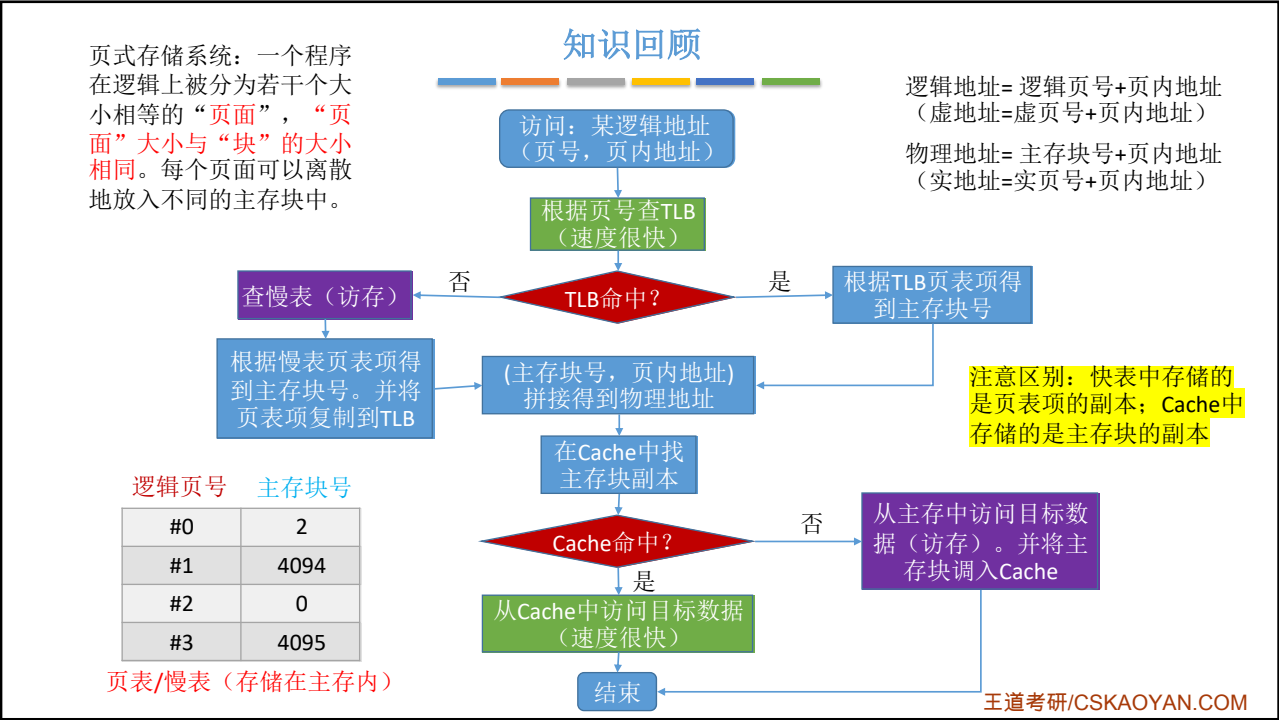 知识回顾
页式存储系统：一个程序
在逻辑上被分为若干个大
小相等的“页面”，“页
面”大小与“块”的大小
相同。每个页面可以离散
地放入不同的主存块中。
逻辑地址= 逻辑页号+页内地址
（虚地址=虚页号+页内地址）
物理地址= 主存块号+页内地址
（实地址=实页号+页内地址）
访问：某逻辑地址
（页号，页内地址）
根据页号查TLB
（速度很快）
TLB命中？
否
是
查慢表（访存）
根据TLB页表项得
到主存块号
根据慢表页表项得
到主存块号。并将
页表项复制到TLB
(主存块号，页内地址)
拼接得到物理地址
注意区别：快表中存储的
是页表项的副本；Cache中
存储的是主存块的副本
在Cache中找
主存块副本
Cache命中？
否
是
从主存中访问目标数
据（访存）。并将主
存块调入Cache
从Cache中访问目标数据
（速度很快）
结束
逻辑页号 主存块号
#0 2
#1 4094
#2 0
#3 4095
页表/慢表（存储在主存内）
王道考研/CSKAOYAN.COM